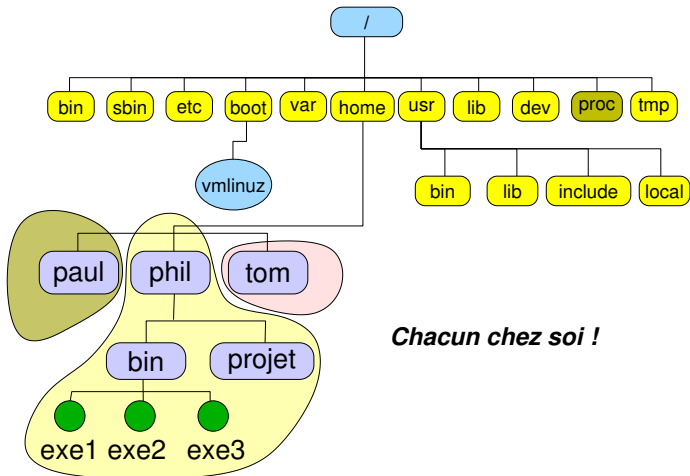 /
bin sbin etc boot var home usr lib dev proc tmp
vmlinuz bin lib include local
paul phil tom
Chacun chez soi !
bin projet
exe1 exe2 exe3